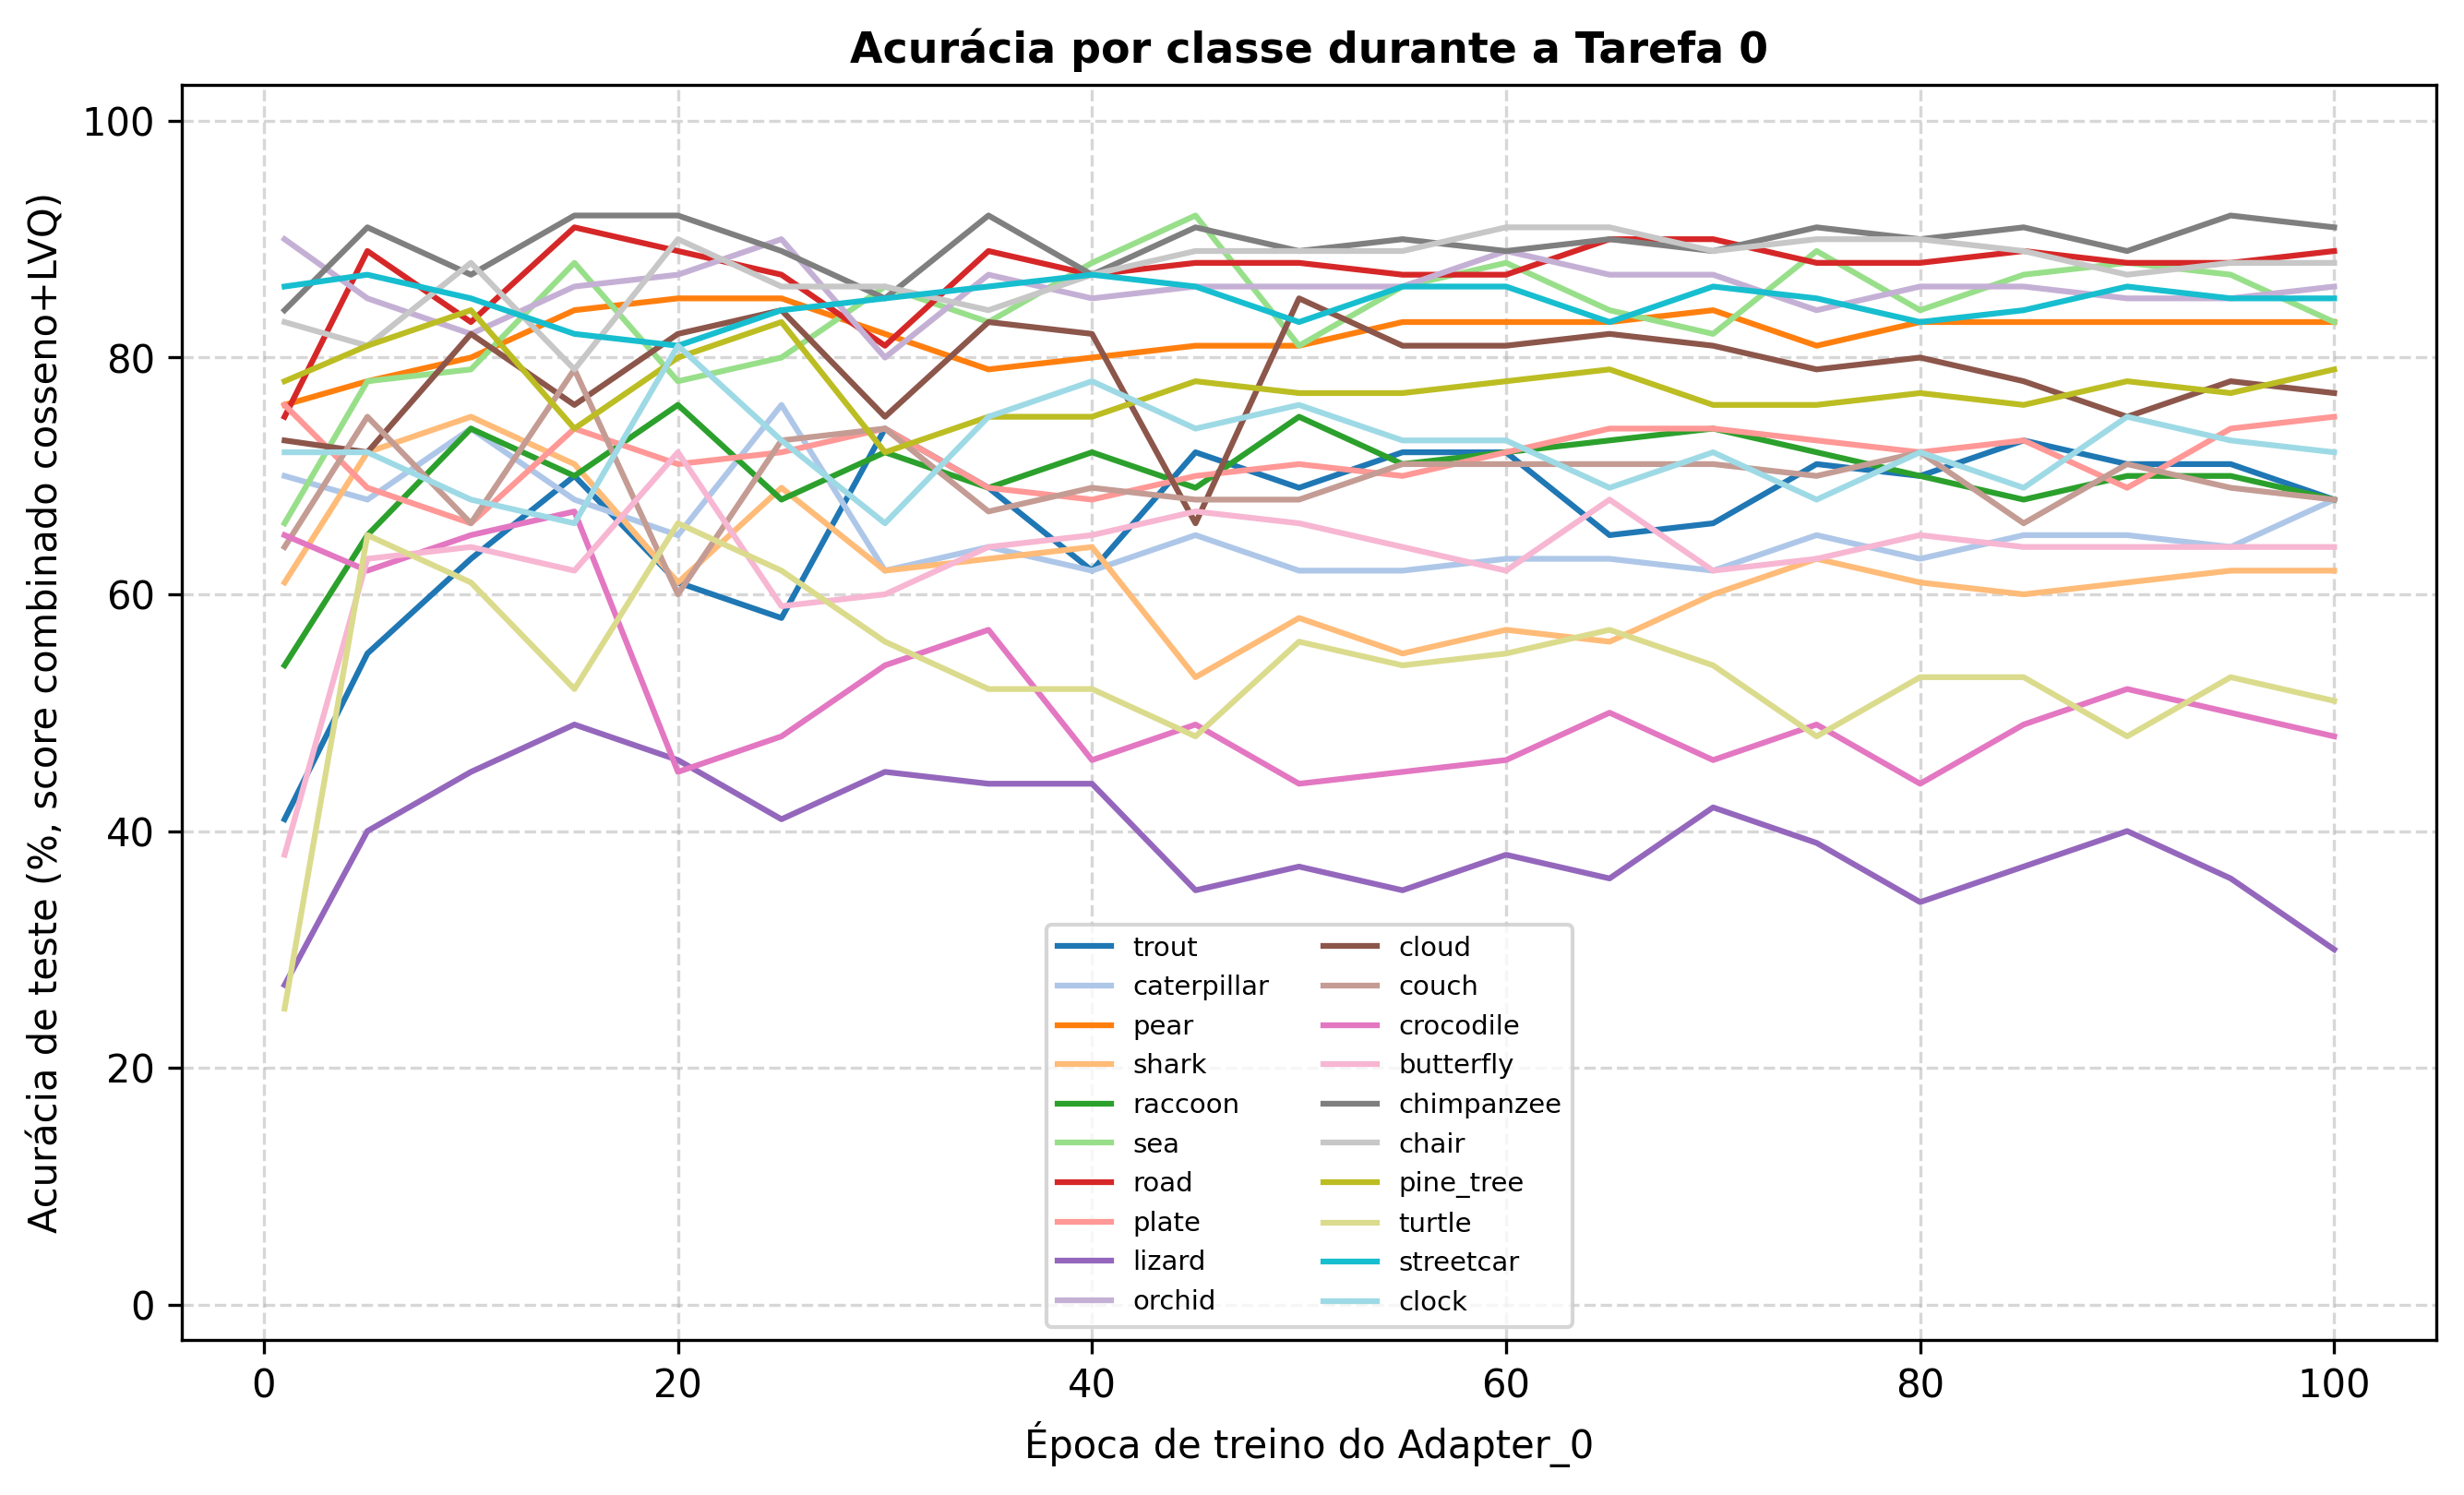 Acurácia por classe durante a Tarefa 0
Acurácia de teste (%, score combinado cosseno+LVQ)
100
80
60
40
20
0
trout
caterpillar
pear
shark
raccoon
sea
road
plate
lizard
orchid
cloud
couch
crocodile
butterfly
chimpanzee
chair
pine_tree
turtle
streetcar
clock
0 20 40 60 80 100
Época de treino do Adapter_0